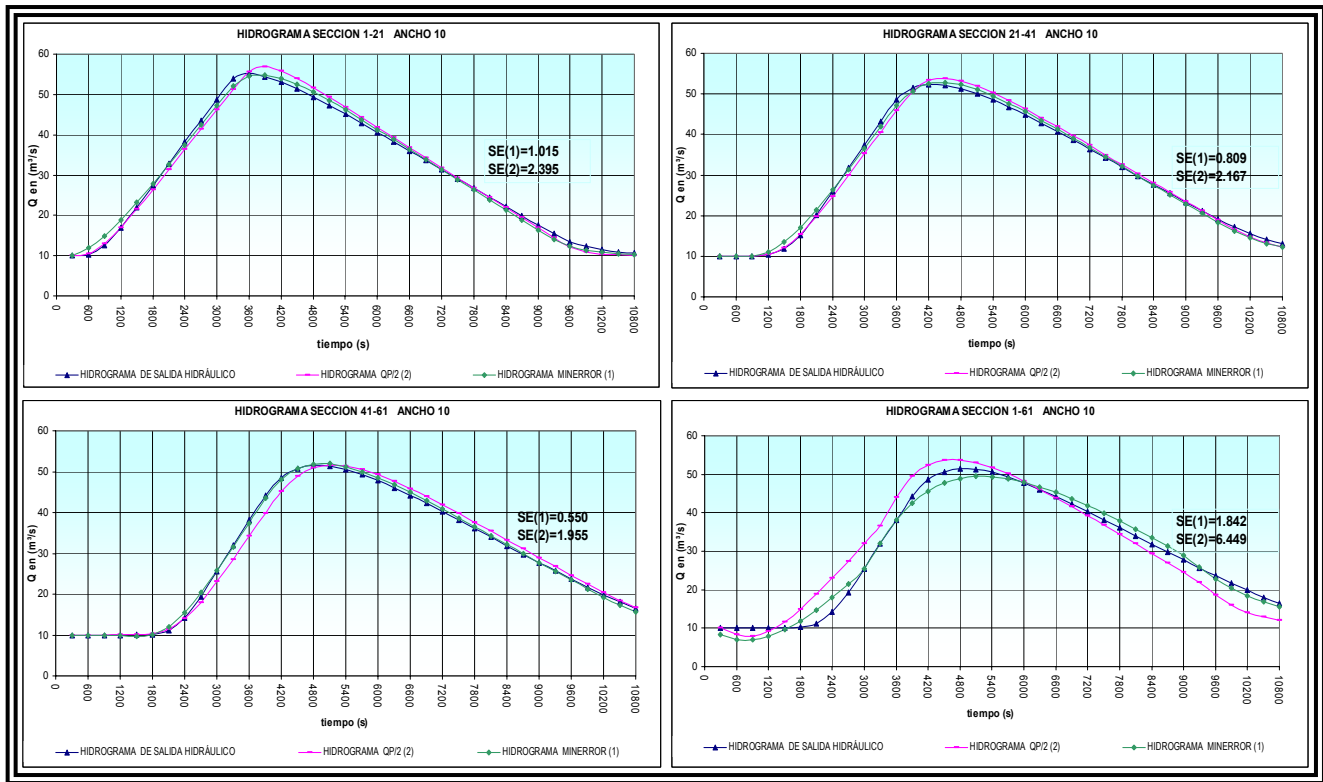 HIDROGRAMA SECCION 1-21 ANCHO 10
Q en (m³/s)
60
50
40
30
20
10
0
SE(1)=1.015
SE(2)=2.395
0 600 1200 1800 2400 3000 3600 4200 4800 5400 6000 6600 7200 7800 8400 9000 9600 10200 10800
tiempo (s)
HIDROGRAMA DE SALIDA HIDRÁULICO HIDROGRAMA QP/2 (2) HIDROGRAMA MINERROR (1)
HIDROGRAMA SECCION 21-41 ANCHO 10
Q en (m³/s)
60
50
40
30
20
10
0
SE(1)=0.809
SE(2)=2.167
0 600 1200 1800 2400 3000 3600 4200 4800 5400 6000 6600 7200 7800 8400 9000 9600 10200 10800
tiempo (s)
HIDROGRAMA DE SALIDA HIDRÁULICO HIDROGRAMA QP/2 (2) HIDROGRAMA MINERROR (1)
HIDROGRAMA SECCION 41-61 ANCHO 10
Q en (m³/s)
60
50
40
30
20
10
0
SE(1)=0.550
SE(2)=1.955
0 600 1200 1800 2400 3000 3600 4200 4800 5400 6000 6600 7200 7800 8400 9000 9600 10200 10800
tiempo (s)
HIDROGRAMA DE SALIDA HIDRÁULICO HIDROGRAMA QP/2 (2) HIDROGRAMA MINERROR (1)
HIDROGRAMA SECCION 1-61 ANCHO 10
Q en (m³/s)
60
50
40
30
20
10
0
SE(1)=1.842
SE(2)=6.449
0 600 1200 1800 2400 3000 3600 4200 4800 5400 6000 6600 7200 7800 8400 9000 9600 10200 10800
tiempo (s)
HIDROGRAMA DE SALIDA HIDRÁULICO HIDROGRAMA QP/2 (2) HIDROGRAMA MINERROR (1)